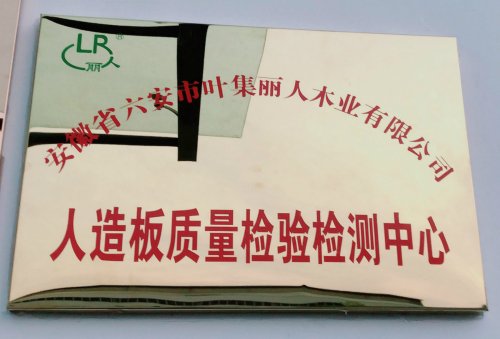 LR®
丽人
安徽省六安市叶集丽人木业有限公司
人造板质量检验检测中心